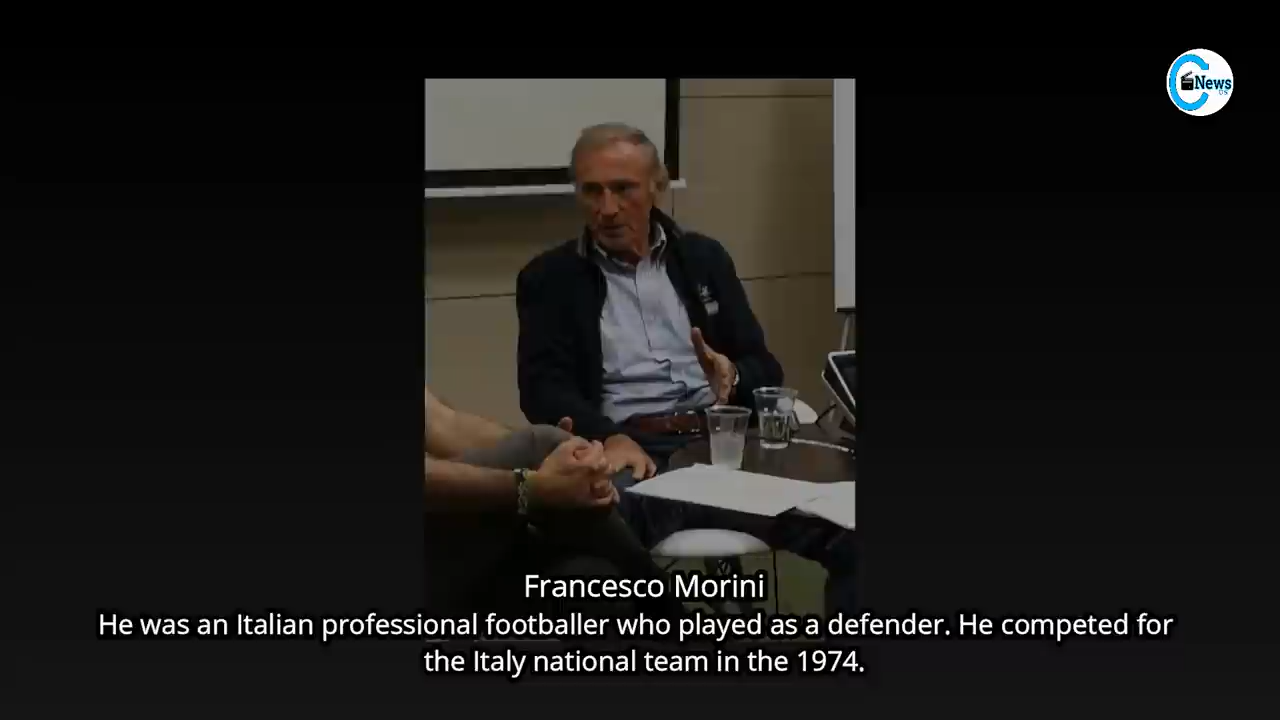 News
US
Francesco Morini
He was an Italian professional footballer who played as a defender. He competed for
the Italy national team in the 1974.